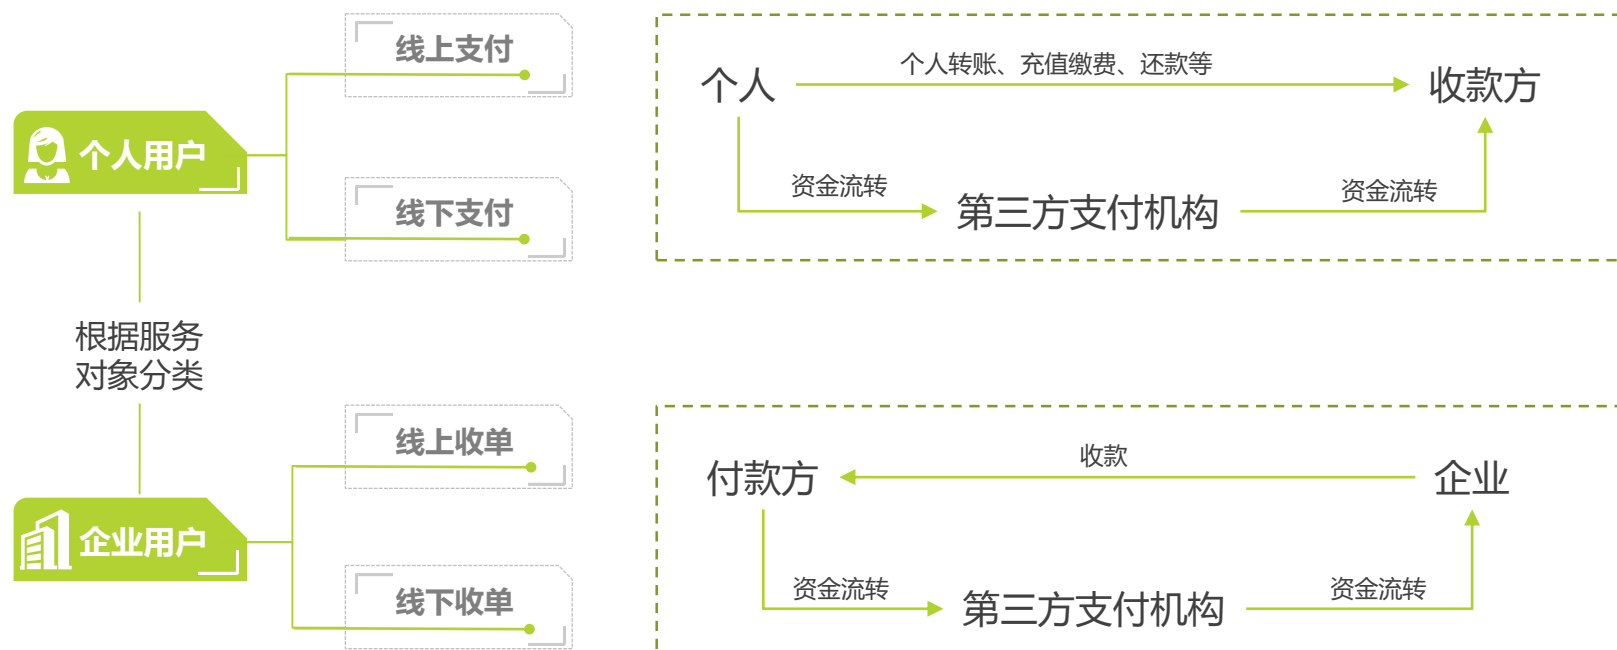 线上支付
个人用户
线下支付
个人转账、充值缴费、还款等
个人
收款方
资金流转
资金流转
第三方支付机构
根据服务
对象分类
线上收单
企业用户
线下收单
收款
付款方
企业
资金流转
资金流转
第三方支付机构